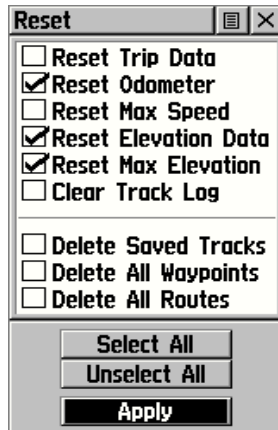 Reset
Reset Trip Data
Reset Odometer
Reset Max Speed
Reset Elevation Data
Reset Max Elevation
Clear Track Log
Delete Saved Tracks
Delete All Waypoints
Delete All Routes
Select All
Unselect All
Apply